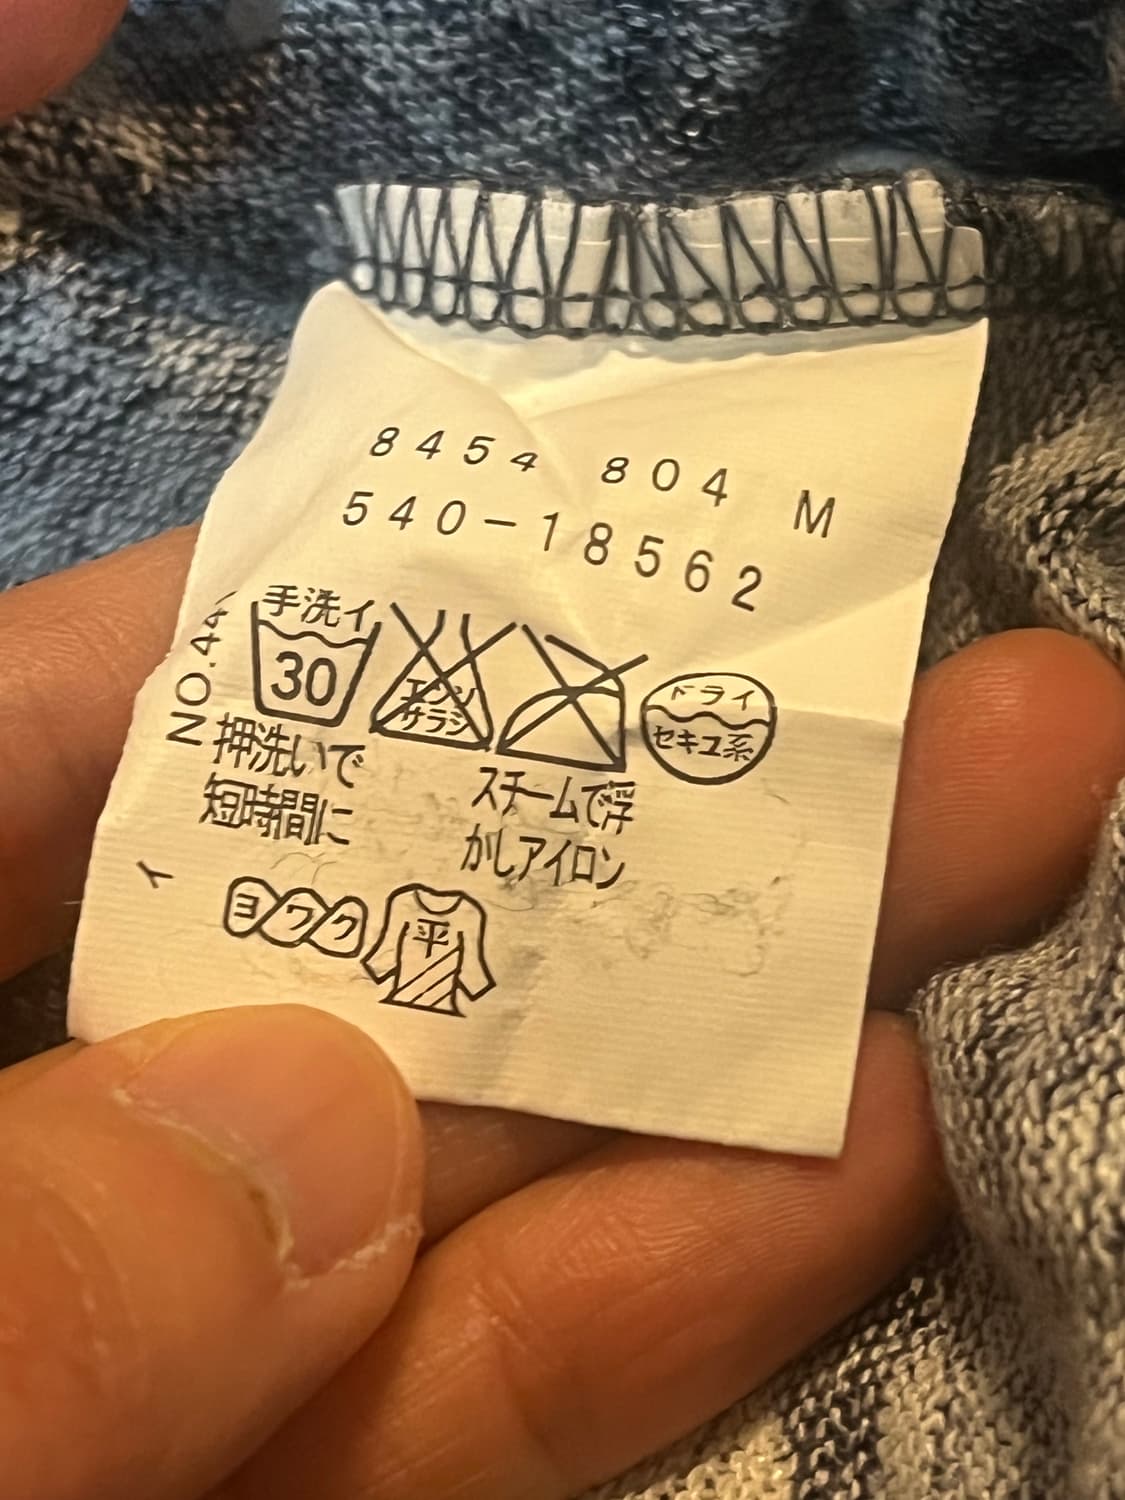 8454 804 M
540-18562
手洗イ
30
エンソ
サラシ
ドライ
セキユ系
押洗いで
短時間に
スチームで浮
かしアイロン
ヨワク
平
NO.44
イ